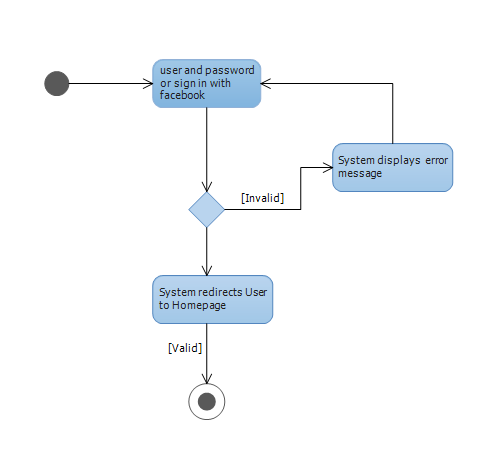 user and password
or sign in with
facebook
System displays error
message
[Invalid]
System redirects User
to Homepage
[Valid]